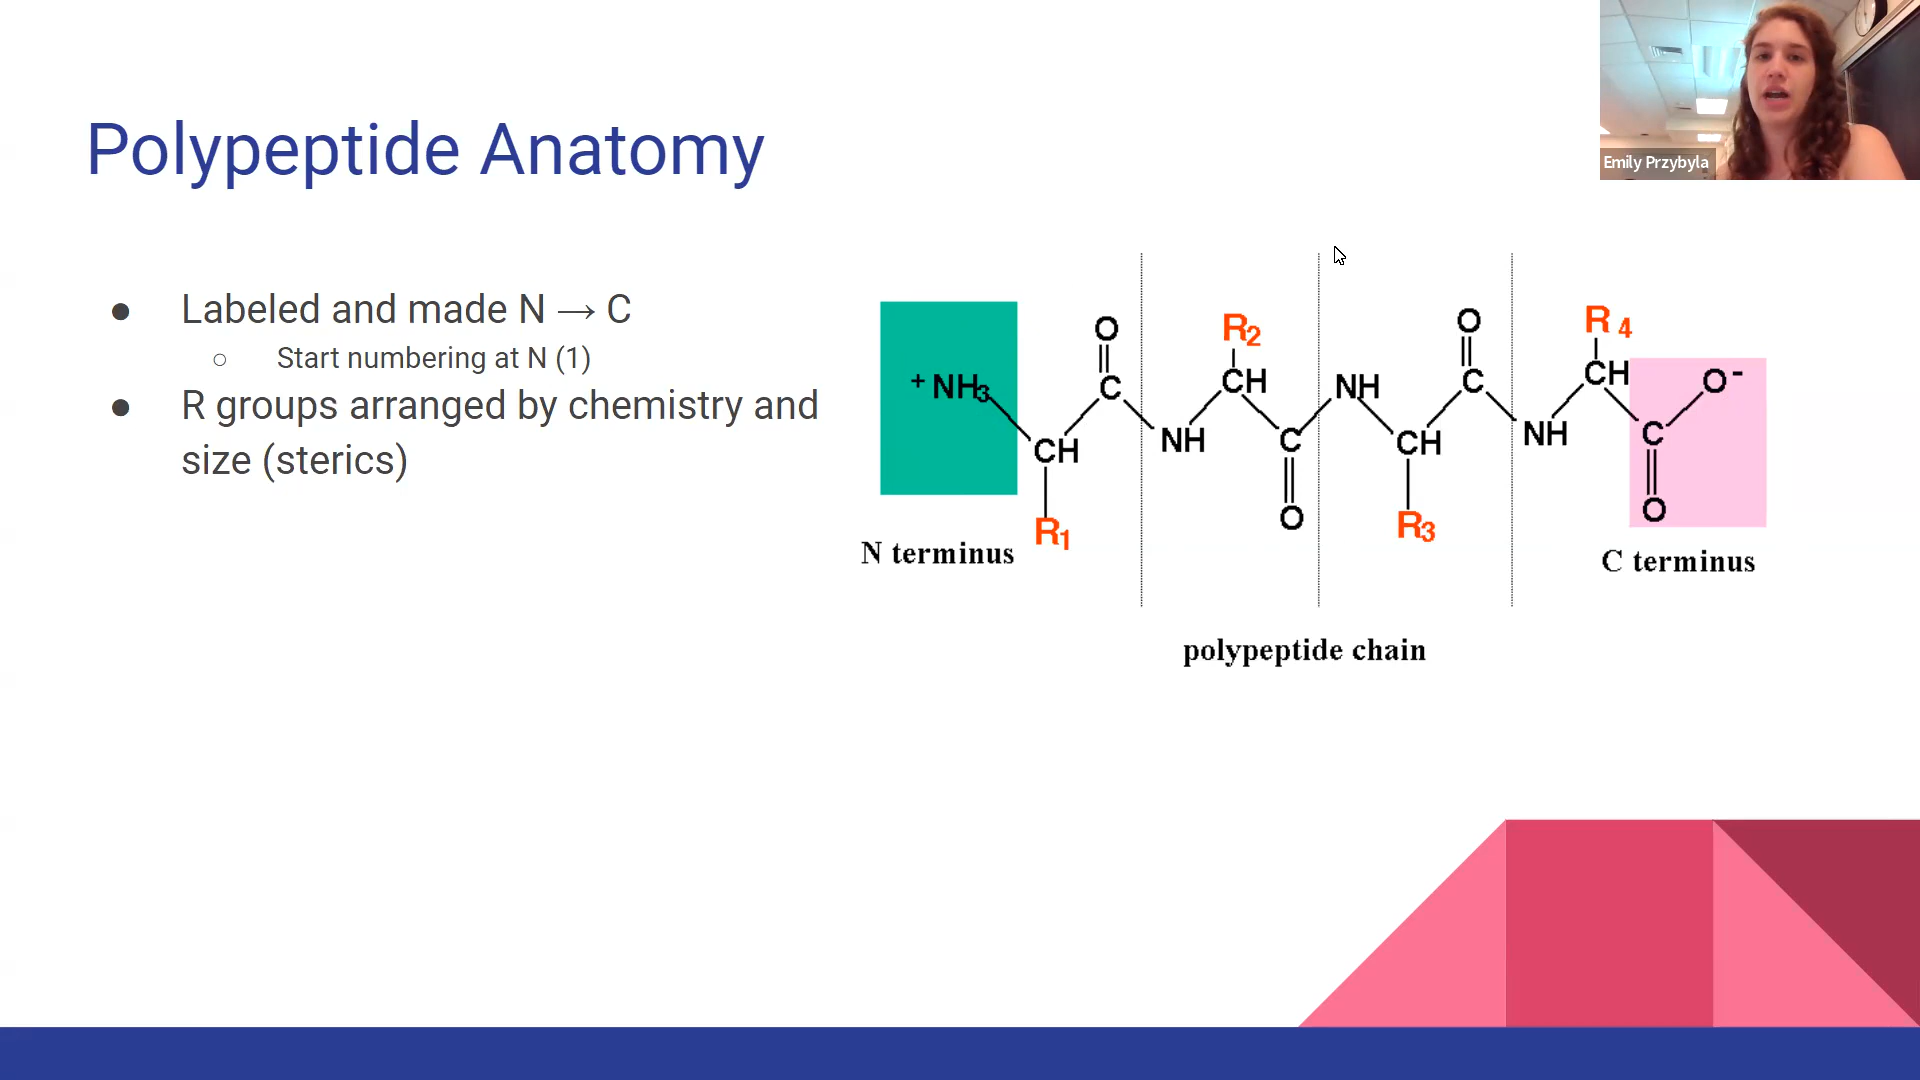 Polypeptide Anatomy
Emily Przybyla
● Labeled and made N → C
○ Start numbering at N (1)
● R groups arranged by chemistry and
size (sterics)
O
O
R2
R 4
+ NH3
C
CH
NH
C
CH
O-
CH
NH
C
CH
NH
C
R1
O
R3
O
N terminus
C terminus
polypeptide chain